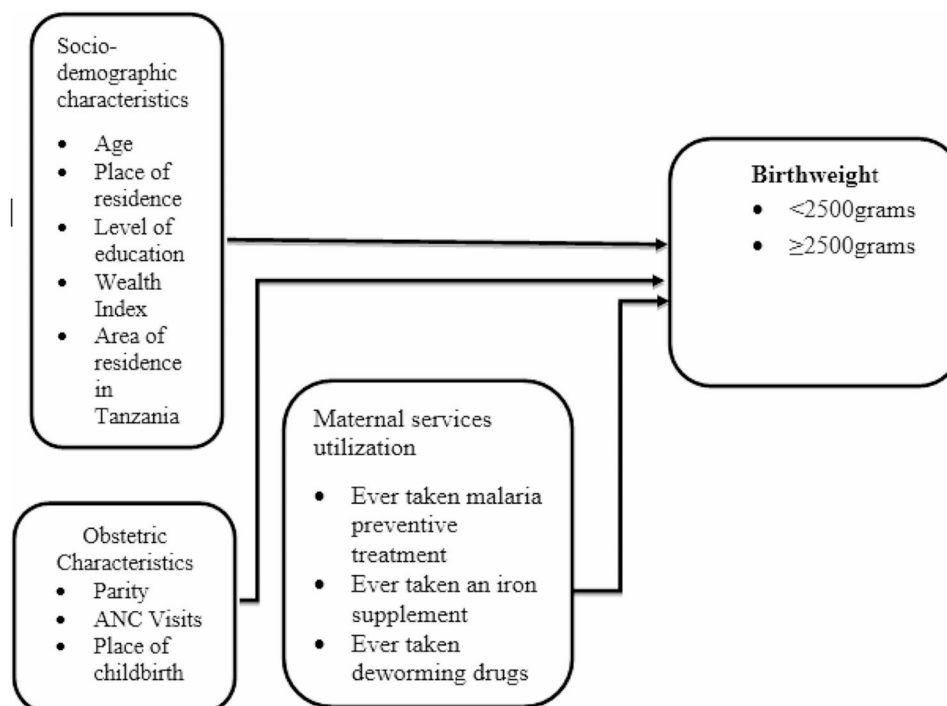 Socio-
demographic
characteristics
• Age
• Place of
residence
• Level of
education
• Wealth
Index
• Area of
residence
in
Tanzania
Birthweight
• <2500grams
• ≥2500grams
Maternal services
utilization
• Ever taken malaria
preventive
treatment
• Ever taken an iron
supplement
• Ever taken
deworming drugs
Obstetric
Characteristics
• Parity
• ANC Visits
• Place of
childbirth